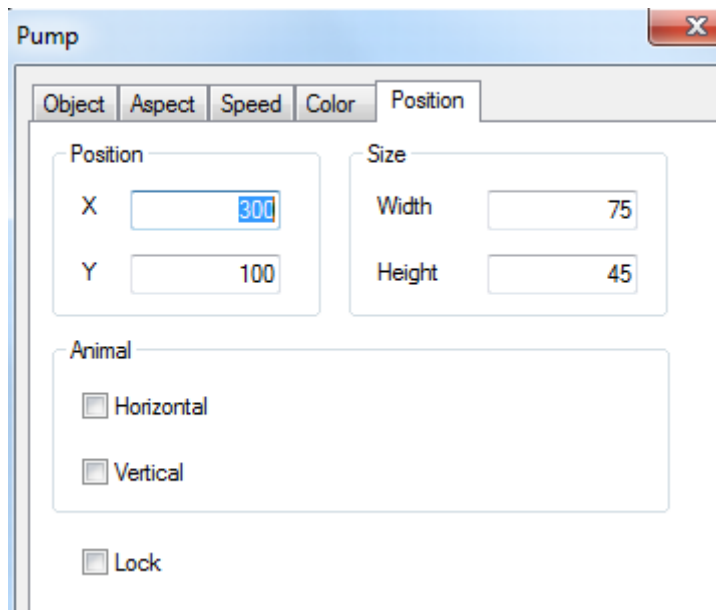 Pump
Object Aspect Speed Color Position
Position Size
X 300 Width 75
Y 100 Height 45
Animal
Horizontal
Vertical
Lock